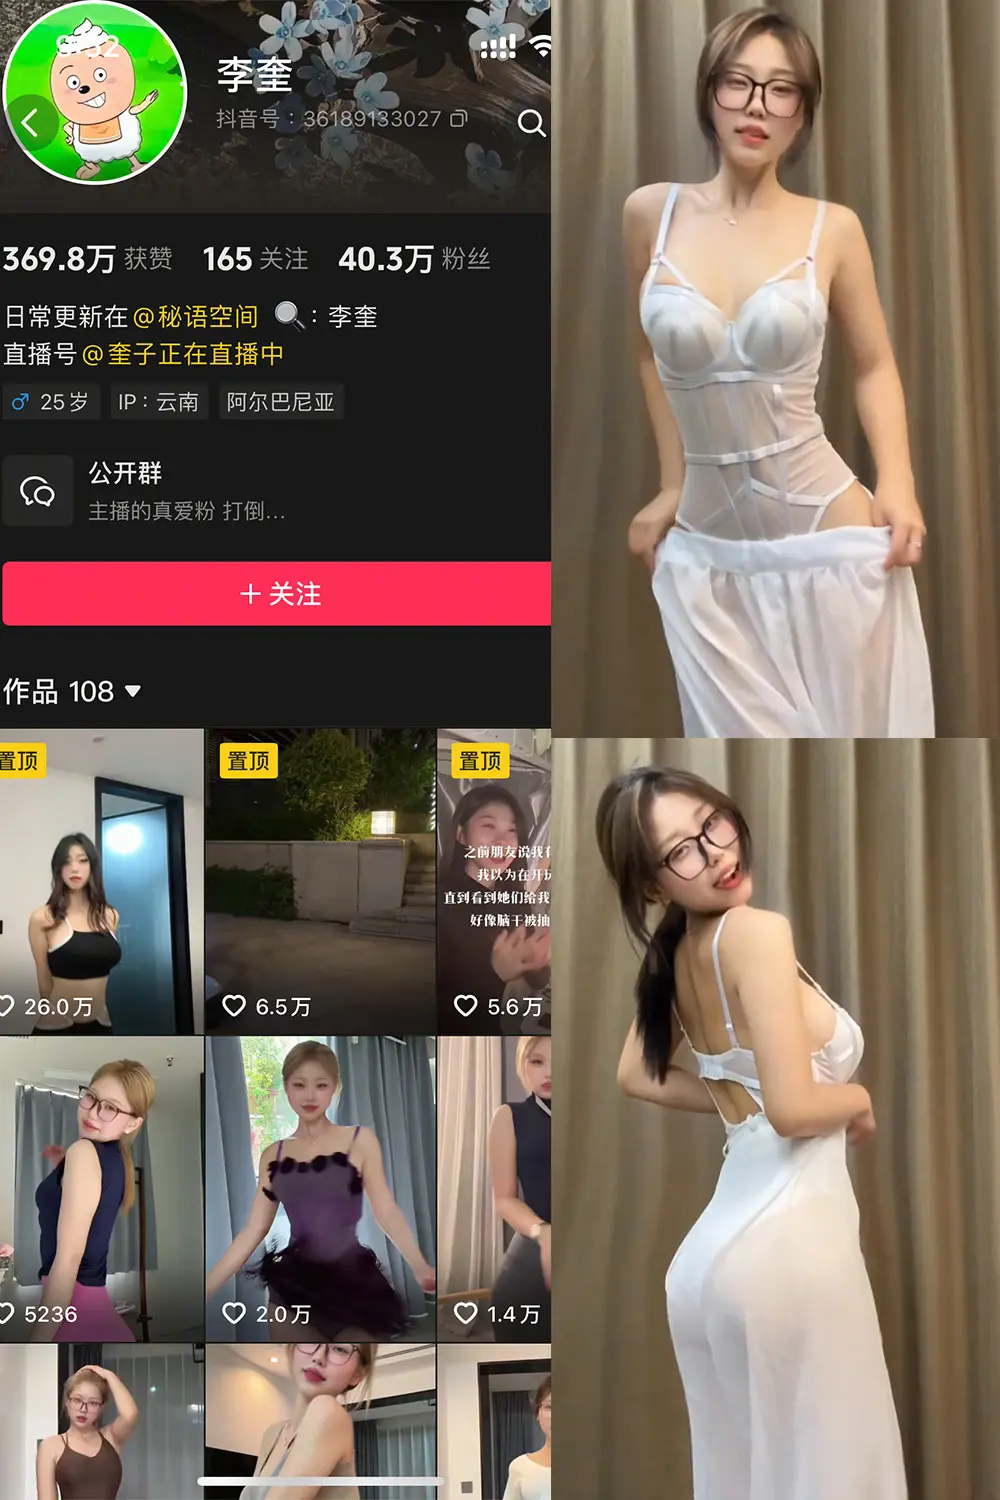 李奎
抖音号：36189133027
369.8万 获赞 165 关注 40.3万 粉丝
日常更新在@秘语空间 ：李奎
直播号@奎子正在直播中
♂ 25岁 IP：云南 阿尔巴尼亚
公开群
主播的真爱粉 打倒...
+ 关注
作品 108
置顶 置顶 置顶
之前朋友说我有
我以为在开玩
直到看到她们给我
好像脑干被抽
26.0万 6.5万 5.6万
5236 2.0万 1.4万